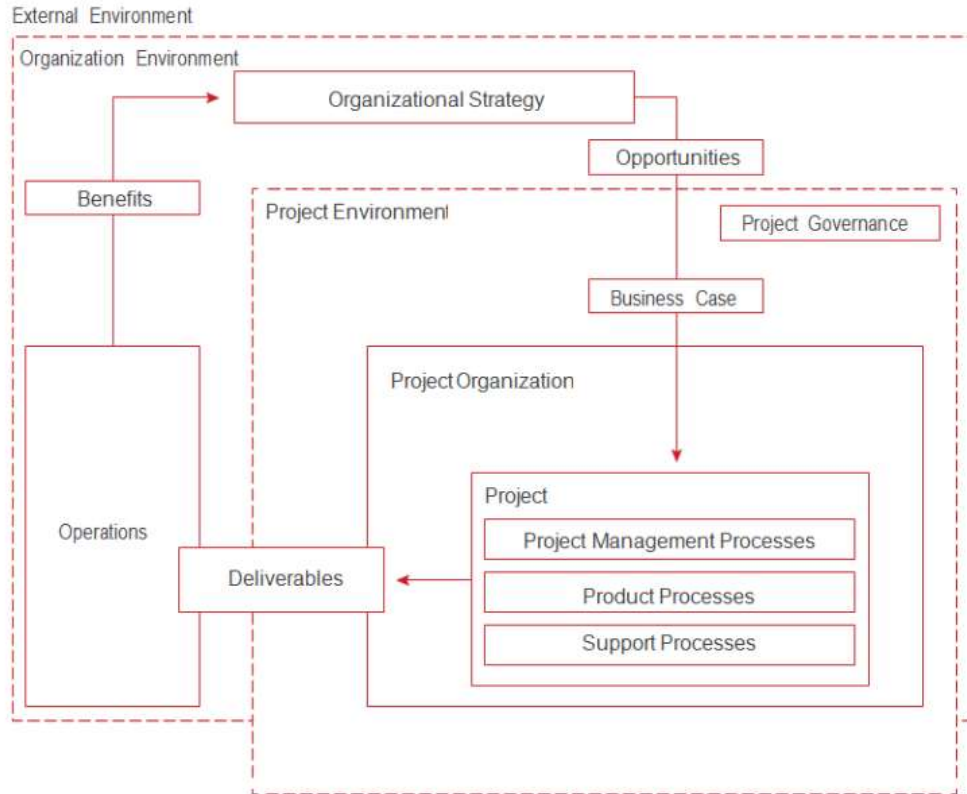 External Environment
Organization Environment
Organizational Strategy
Opportunities
Benefits
Project Environment
Project Governance
Business Case
Project Organization
Project
Operations
Project Management Processes
Deliverables
Product Processes
Support Processes